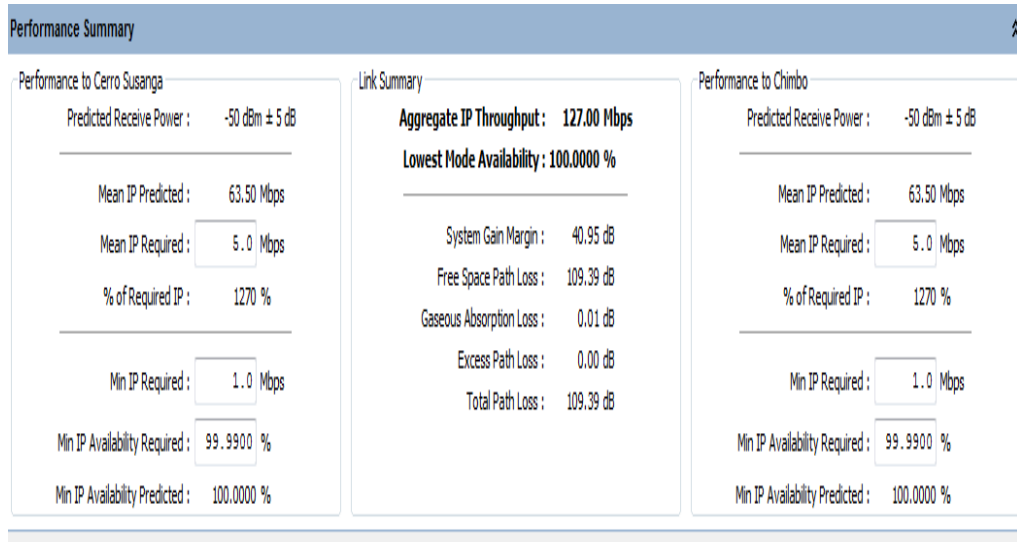 Performance Summary
Performance to Cerro Susanga
Predicted Receive Power : -50 dBm ± 5 dB
Mean IP Predicted : 63.50 Mbps
Mean IP Required : 5.0 Mbps
% of Required IP : 1270 %
Min IP Required : 1.0 Mbps
Min IP Availability Required : 99.9900 %
Min IP Availability Predicted : 100.0000 %
Link Summary
Aggregate IP Throughput : 127.00 Mbps
Lowest Mode Availability : 100.0000 %
System Gain Margin : 40.95 dB
Free Space Path Loss : 109.39 dB
Gaseous Absorption Loss : 0.01 dB
Excess Path Loss : 0.00 dB
Total Path Loss : 109.39 dB
Performance to Chimbo
Predicted Receive Power : -50 dBm ± 5 dB
Mean IP Predicted : 63.50 Mbps
Mean IP Required : 5.0 Mbps
% of Required IP : 1270 %
Min IP Required : 1.0 Mbps
Min IP Availability Required : 99.9900 %
Min IP Availability Predicted : 100.0000 %